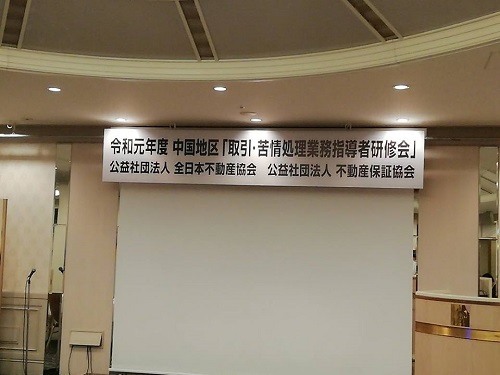 令和元年度 中国地区「取引・苦情処理業務指導者研修会」
公益社団法人 全日本不動産協会　公益社団法人 不動産保証協会